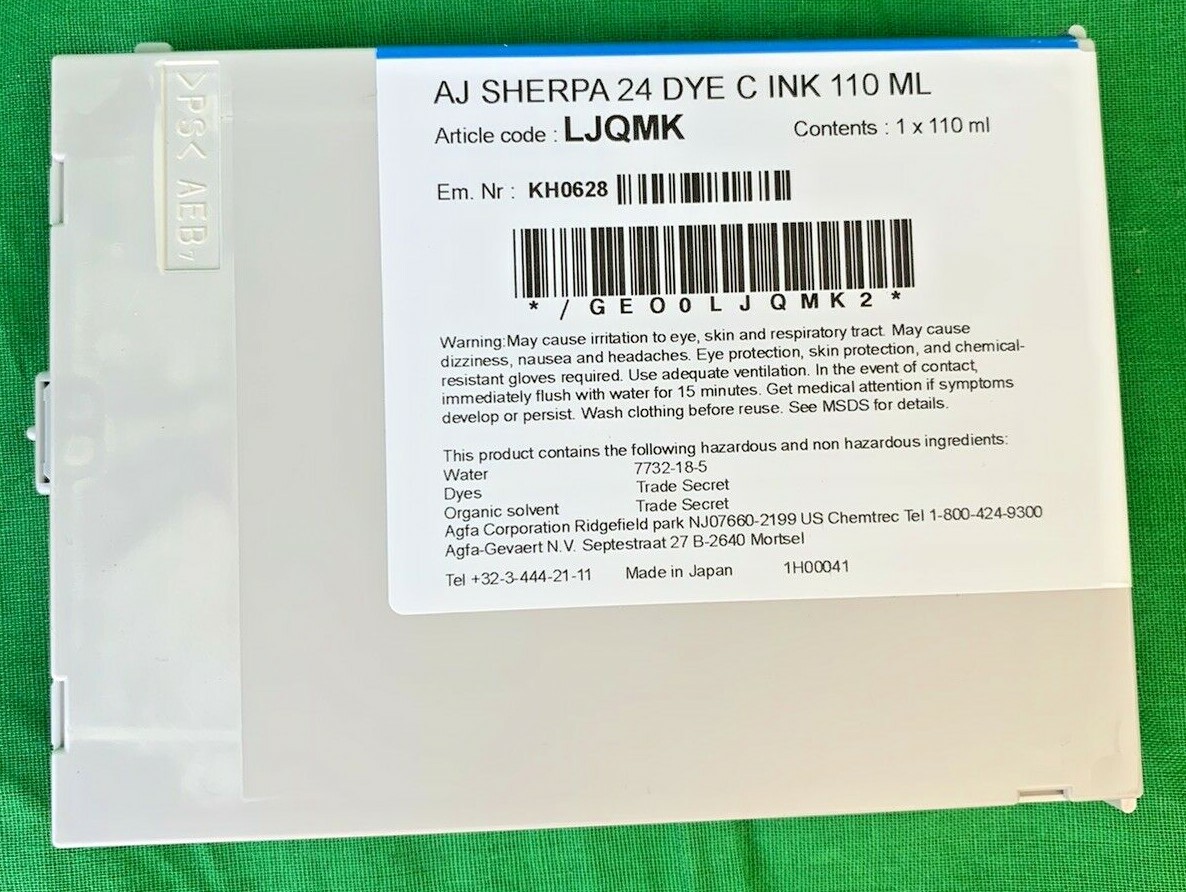 >PS< AEB7
AJ SHERPA 24 DYE C INK 110 ML
Article code : LJQMK Contents : 1 x 110 ml
Em. Nr : KH0628
* / G E O 0 L J Q M K 2 *
Warning:May cause irritation to eye, skin and respiratory tract. May cause
dizziness, nausea and headaches. Eye protection, skin protection, and chemical-
resistant gloves required. Use adequate ventilation. In the event of contact,
immediately flush with water for 15 minutes. Get medical attention if symptoms
develop or persist. Wash clothing before reuse. See MSDS for details.
This product contains the following hazardous and non hazardous ingredients:
Water 7732-18-5
Dyes Trade Secret
Organic solvent Trade Secret
Agfa Corporation Ridgefield park NJ07660-2199 US Chemtrec Tel 1-800-424-9300
Agfa-Gevaert N.V. Septestraat 27 B-2640 Mortsel
Tel +32-3-444-21-11 Made in Japan 1H00041